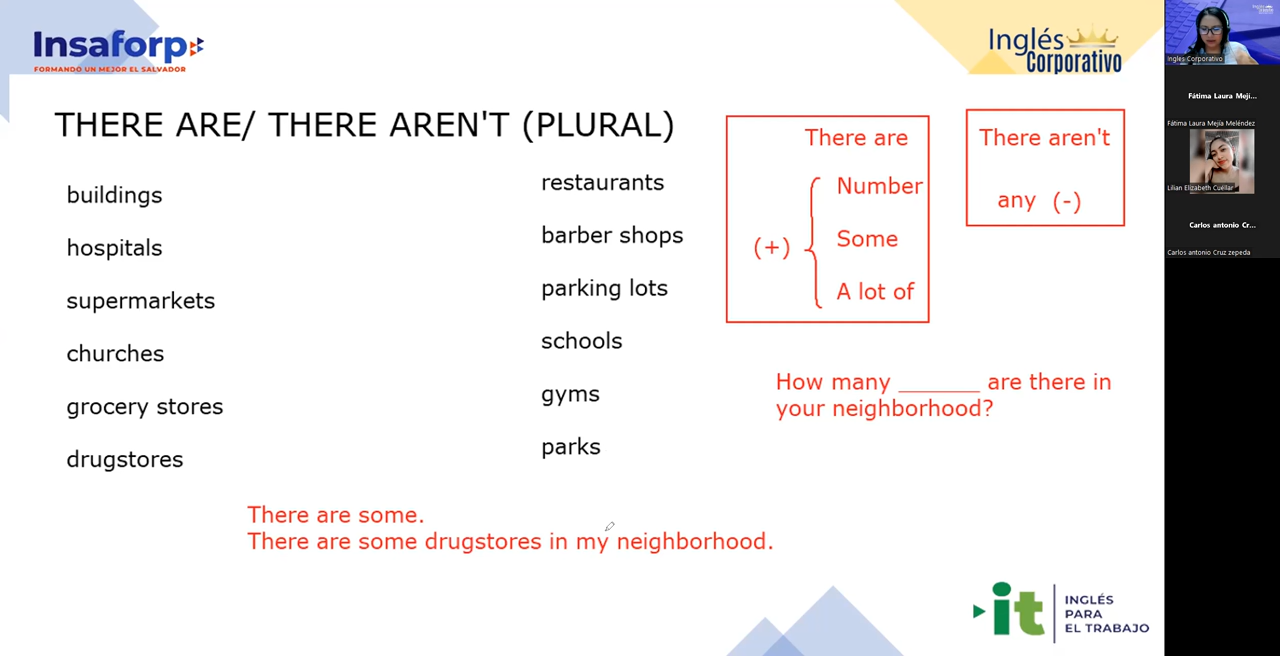 Insaforp
FORMANDO UN MEJOR EL SALVADOR
Inglés
Corporativo
THERE ARE/ THERE AREN'T (PLURAL)
buildings
hospitals
supermarkets
churches
grocery stores
drugstores
restaurants
barber shops
parking lots
schools
gyms
parks
There are
(+)
Number
Some
A lot of
There aren't
any (-)
How many ______ are there in
your neighborhood?
There are some.
There are some drugstores in my neighborhood.
it
INGLÉS
PARA
EL TRABAJO
Ingles Corporativo
Fátima Laura Mejí...
Fátima Laura Mejía Meléndez
Lilian Elizabeth Cuéllar
Carlos antonio Cr...
Carlos antonio Cruz zepeda